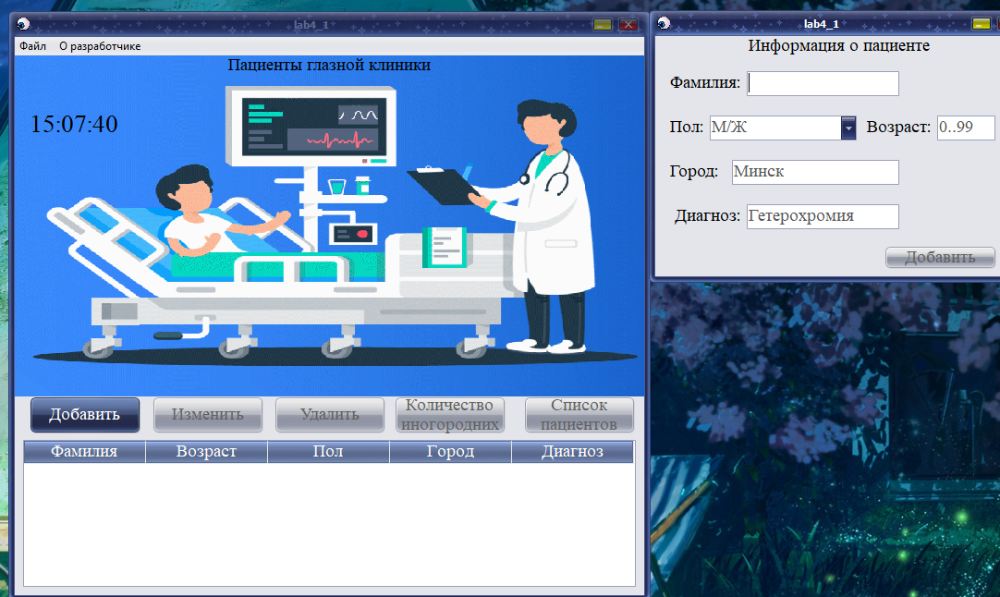 lab4_1
Файл О разработчике
Пациенты глазной клиники
15:07:40
Добавить Изменить Удалить Количество иногородних Список пациентов
Фамилия Возраст Пол Город Диагноз
lab4_1
Информация о пациенте
Фамилия:
Пол: М/Ж Возраст: 0..99
Город: Минск
Диагноз: Гетерохромия
Добавить